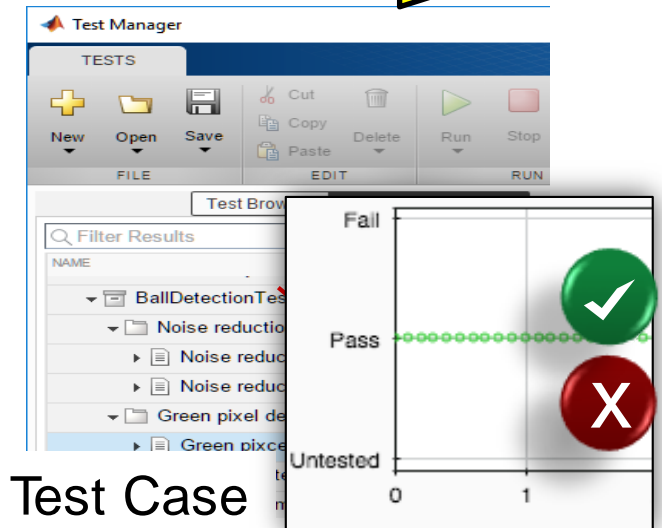 Test Manager
TESTS
New Open Save Cut Copy Paste Delete Run Stop
FILE EDIT RUN
Test Brow
Filter Results
NAME
BallDetectionTes
Noise reductio
Noise reduc
Noise reduc
Green pixel de
Green pixce
Test Case
Fail
Pass
Untested
0 1
X